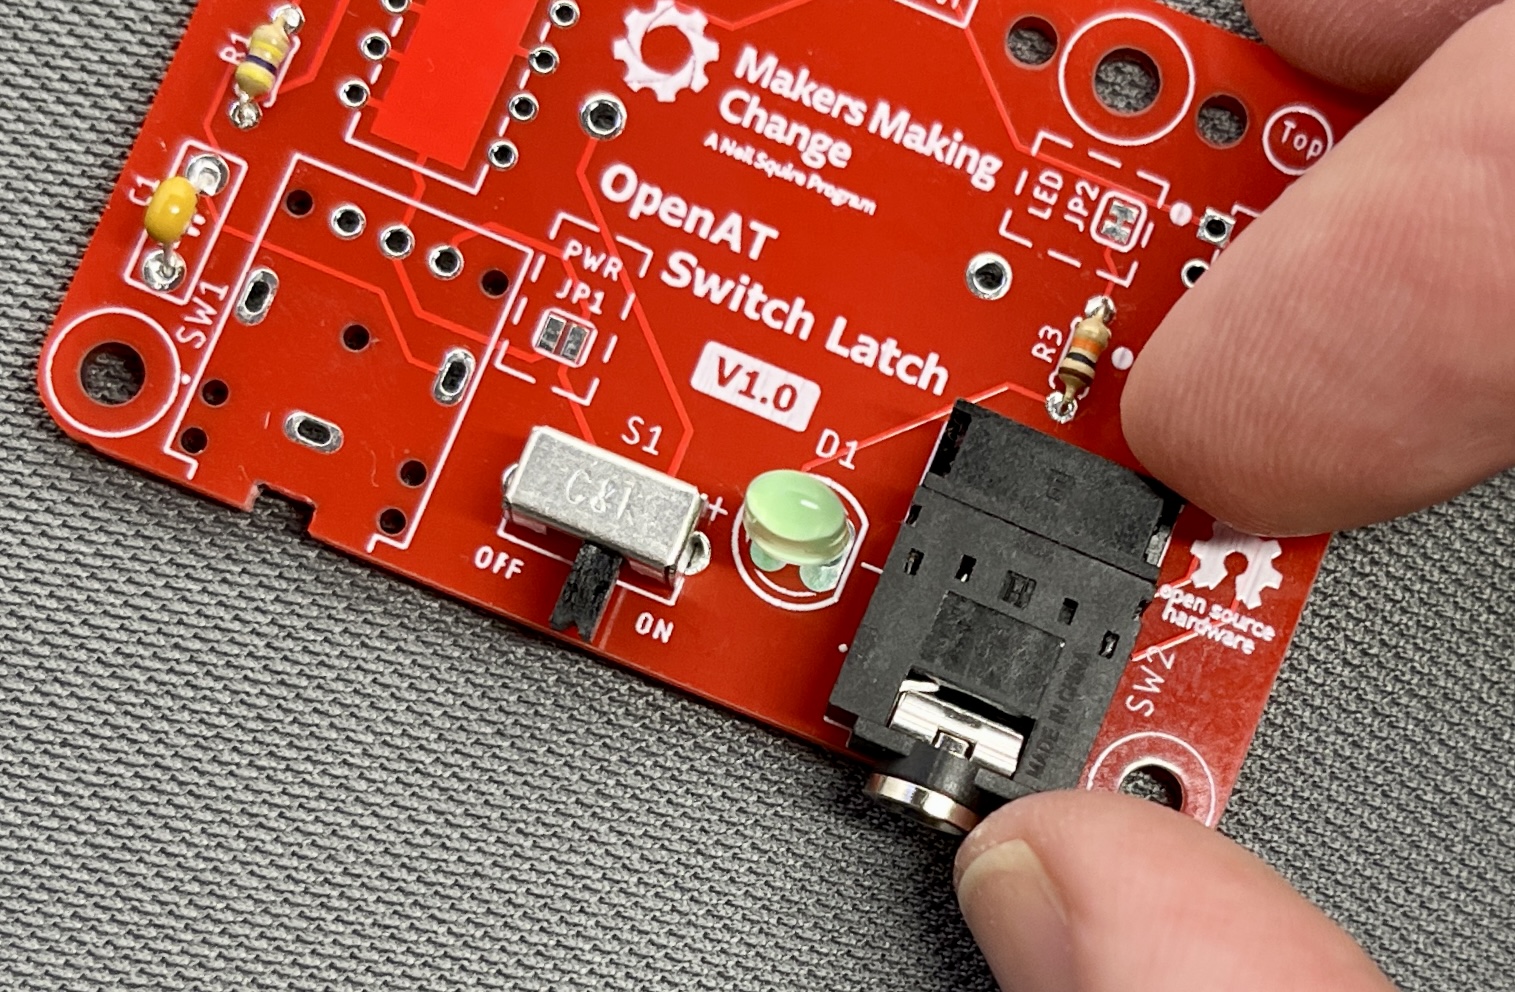 R1
Makers Making
Change
A Neil Squire Program
Top
LED
JP2
C1
OpenAT
Switch Latch
PWR
JP1
SW1
R3
V1.0
S1
D1
C&K
+
OFF
ON
open source
hardware
SW2
MADE IN CHINA